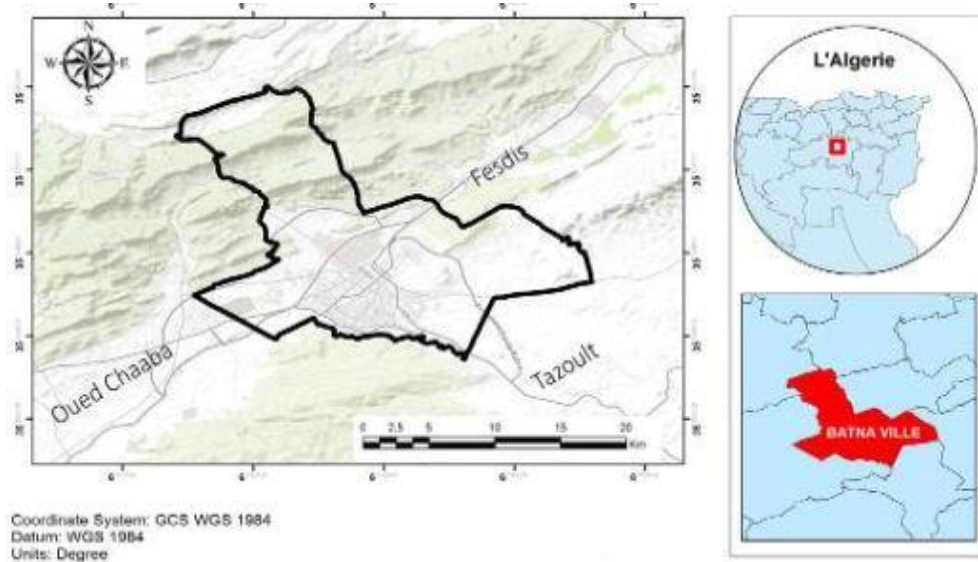 N
W E
S
L'Algerie
Fesdis
Oued Chaaba
Tazoult
0 2,5 5 10 15 20
Km
BATNA VILLE
Coordinate System: GCS WGS 1984
Datum: WGS 1984
Units: Degree